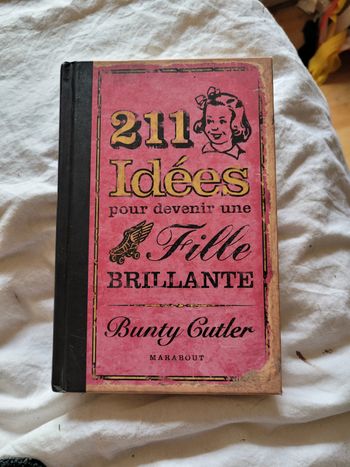 211
Idées
pour devenir une
Fille
BRILLANTE
Bunty Cutler
MARABOUT